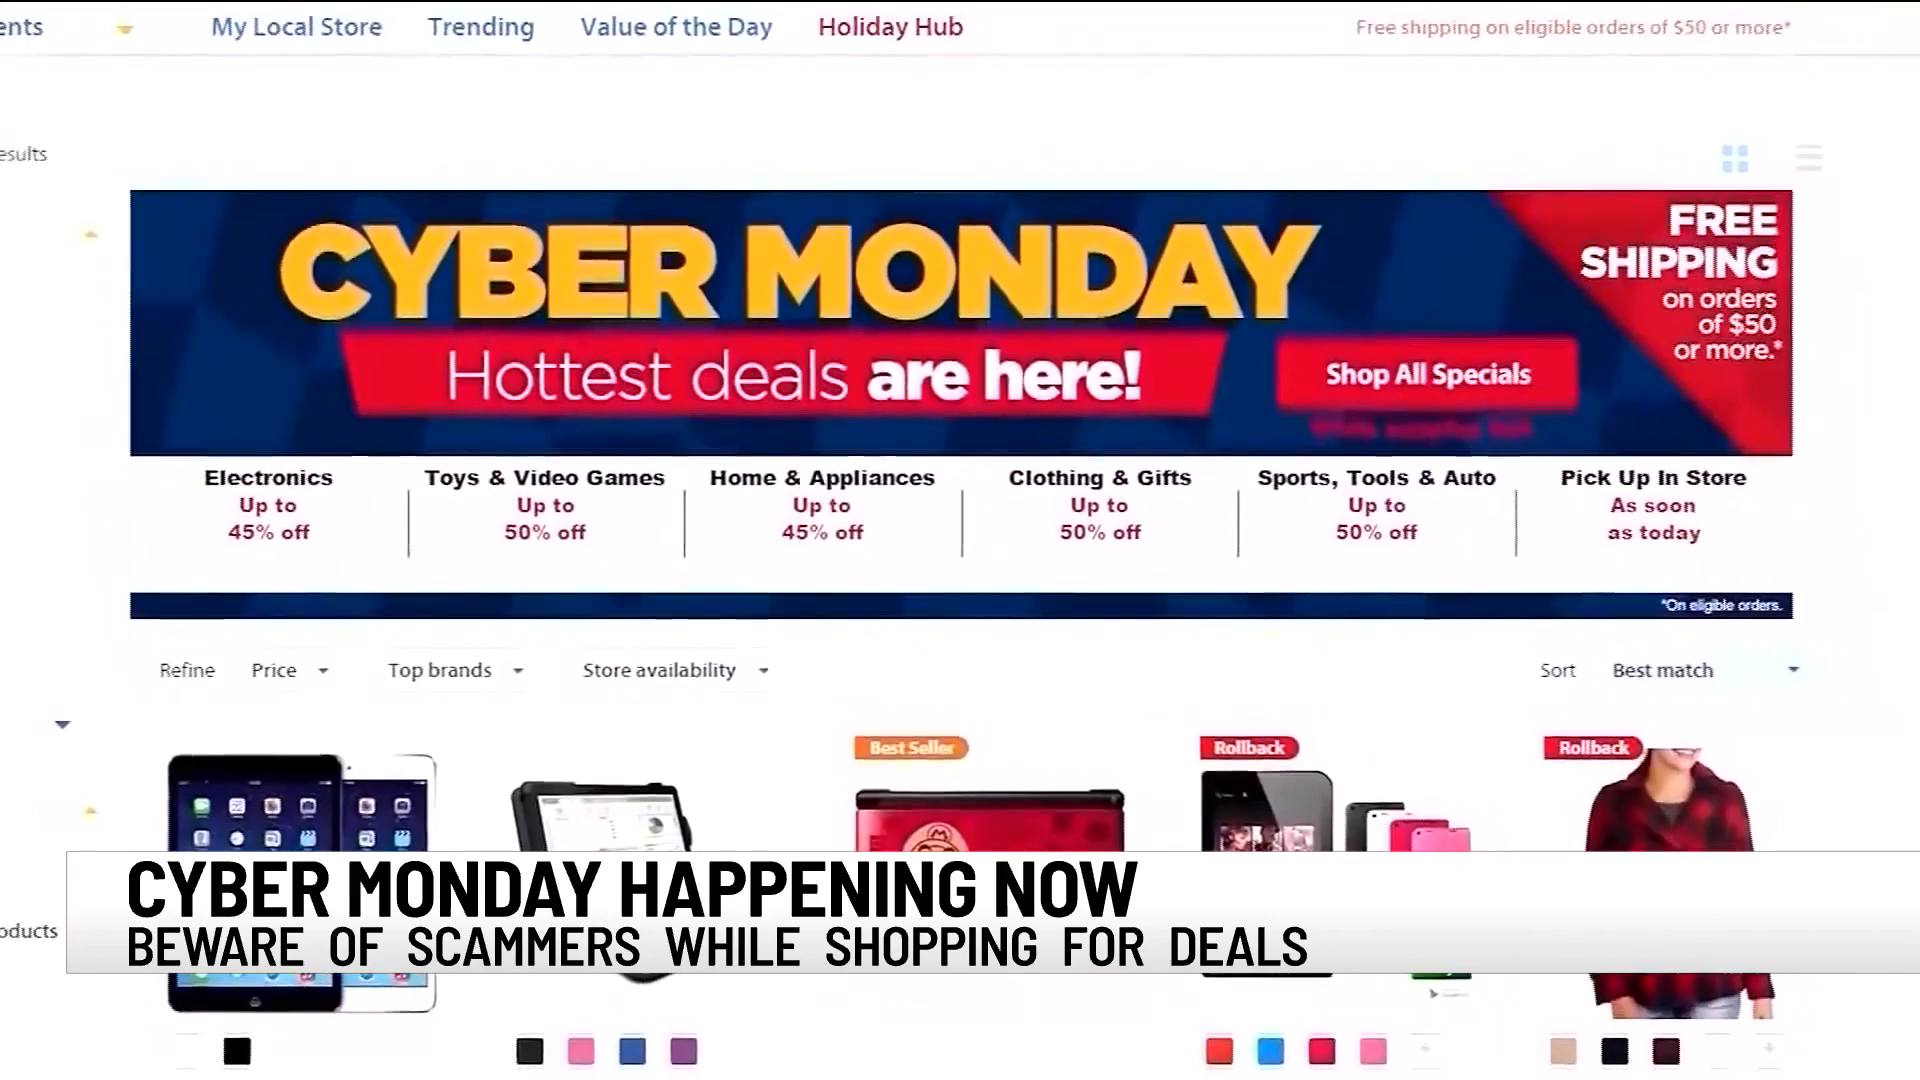 ents
My Local Store
Trending
Value of the Day
Holiday Hub
Free shipping on eligible orders of $50 or more*
esults
CYBER MONDAY
Hottest deals are here!
Shop All Specials
FREE
SHIPPING
on orders
of $50
or more.*
Electronics
Up to
45% off
Toys & Video Games
Up to
50% off
Home & Appliances
Up to
45% off
Clothing & Gifts
Up to
50% off
Sports, Tools & Auto
Up to
50% off
Pick Up In Store
As soon
as today
*On eligible orders.
Refine
Price
Top brands
Store availability
Sort
Best match
Best Seller
Rollback
Rollback
CYBER MONDAY HAPPENING NOW
oducts
BEWARE OF SCAMMERS WHILE SHOPPING FOR DEALS